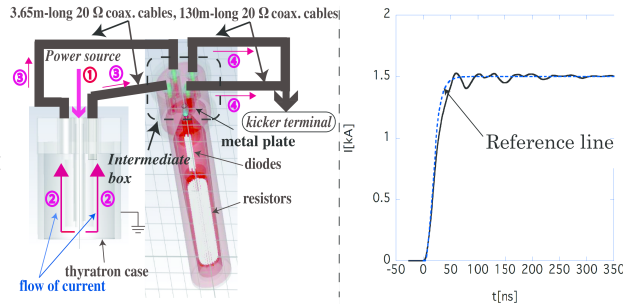 3.65m-long 20 Ω coax. cables, 130m-long 20 Ω coax. cables
Power source
①
③
③
④
④
kicker terminal
metal plate
Intermediate
box
diodes
resistors
②
②
thyratron case
flow of current
I[kA]
2
1.5
1
0.5
0
-50 0 50 100 150 200 250 300 350
t[ns]
Reference line